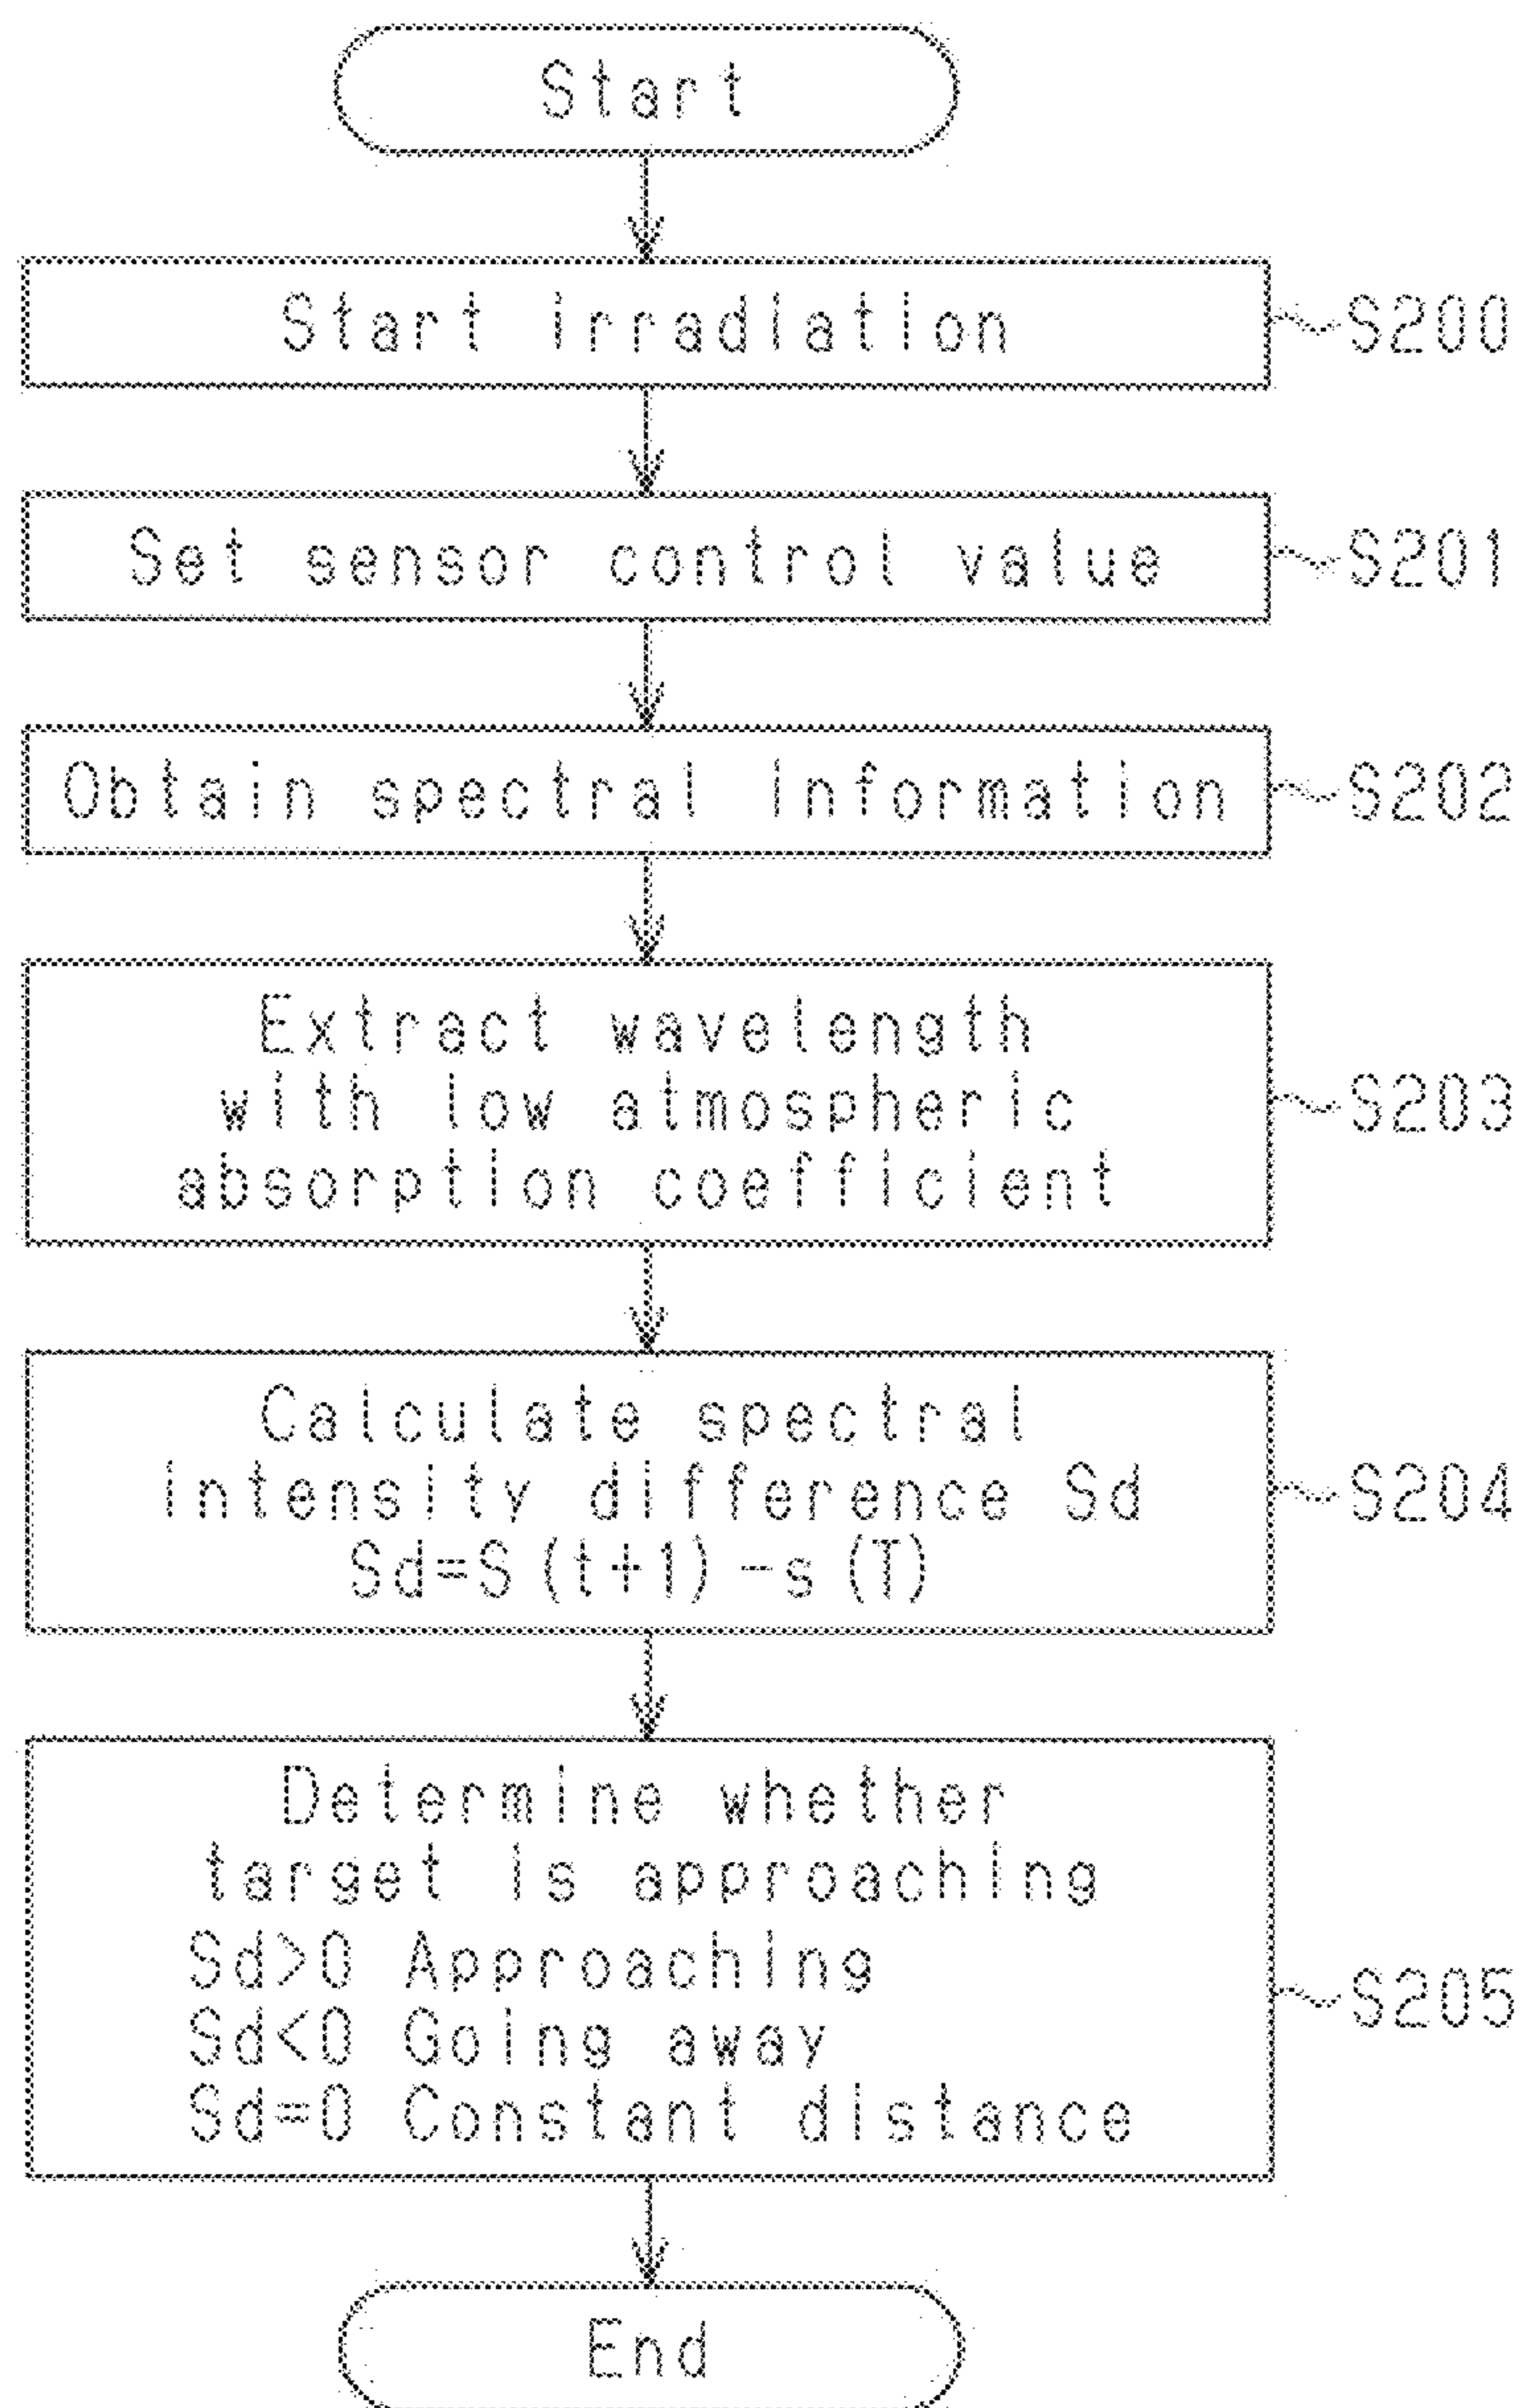 Start
Start irradiation
S200
Set sensor control value
S201
Obtain spectral information
S202
Extract wavelength
with low atmospheric
absorption coefficient
S203
Calculate spectral
intensity difference Sd
Sd=S(t+1)-s(T)
S204
Determine whether
target is approaching
Sd>0 Approaching
Sd<0 Going away
Sd=0 Constant distance
S205
End